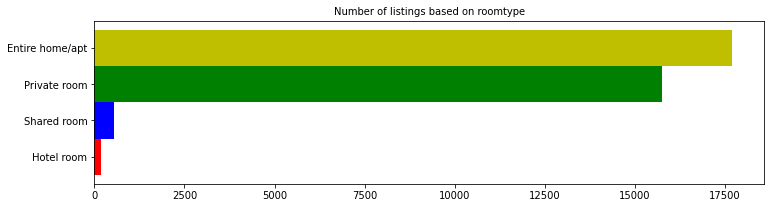 Number of listings based on roomtype
Entire home/apt
Private room
Shared room
Hotel room
0 2500 5000 7500 10000 12500 15000 17500